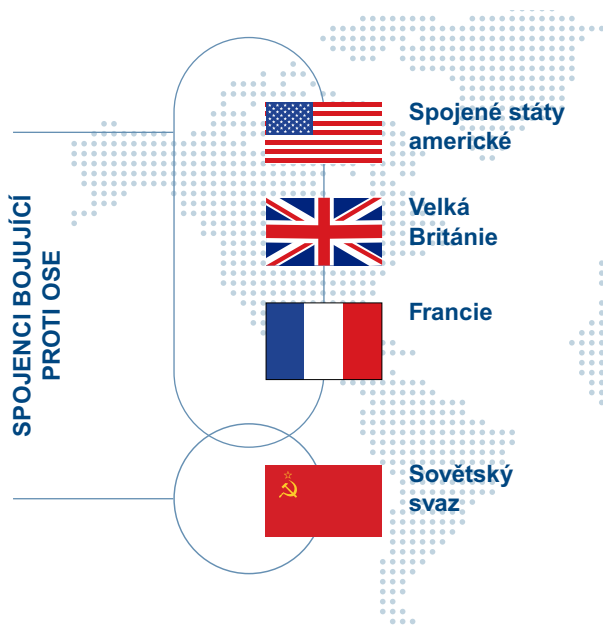 SPOJENCI BOJUJÍCÍ
PROTI OSE
Spojené státy
americké
Velká
Británie
Francie
Sovětský
svaz